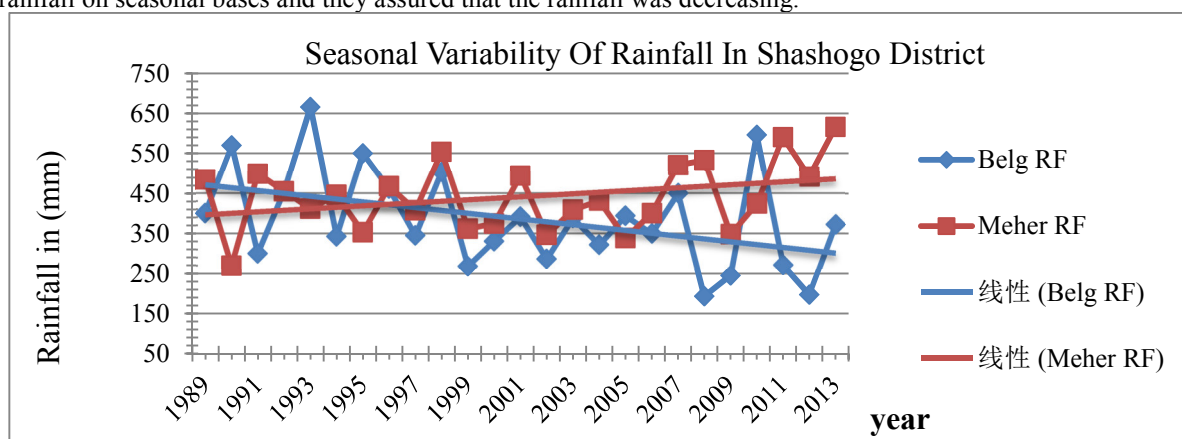 rainfall on seasonal bases and they assured that the rainfall was decreasing.
Seasonal Variability Of Rainfall In Shashogo District
Rainfall in (mm)
750
650
550
450
350
250
150
50
1989
1991
1993
1995
1997
1999
2001
2003
2005
2007
2009
2011
2013
year
Belg RF
Meher RF
线性 (Belg RF)
线性 (Meher RF)